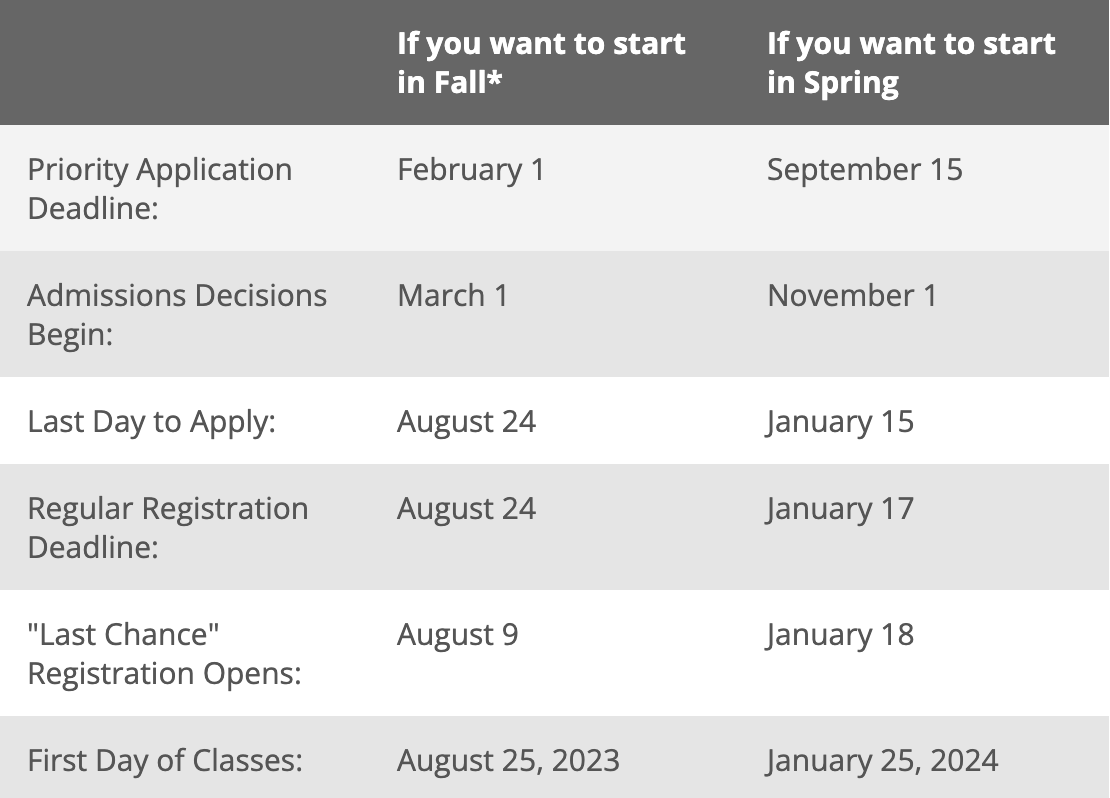 If you want to start
in Fall*
If you want to start
in Spring
Priority Application
Deadline:
February 1
September 15
Admissions Decisions
Begin:
March 1
November 1
Last Day to Apply:
August 24
January 15
Regular Registration
Deadline:
August 24
January 17
"Last Chance"
Registration Opens:
August 9
January 18
First Day of Classes:
August 25, 2023
January 25, 2024